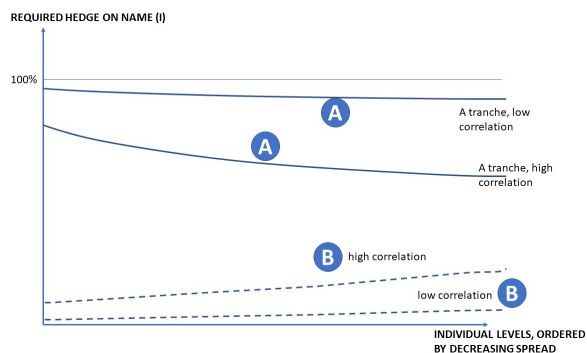 REQUIRED HEDGE ON NAME (I)
100%
A
A tranche, low
correlation
A
A tranche, high
correlation
B
high correlation
low correlation
B
INDIVIDUAL LEVELS, ORDERED
BY DECREASING SPREAD